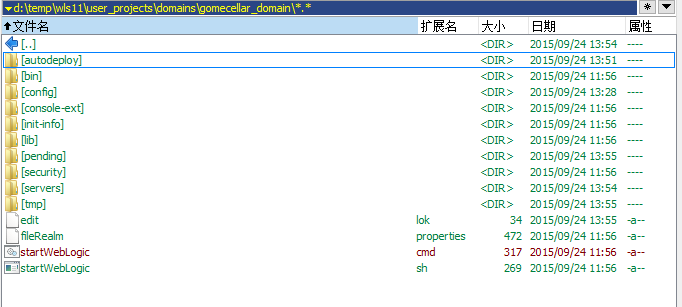 ▼d:\temp\wls11\user_projects\domains\gomecellar_domain\*.* * ▼
↑文件名 扩展名 大小 日期 属性
[..] <DIR> 2015/09/24 13:54 ----
[autodeploy] <DIR> 2015/09/24 13:51 ----
[bin] <DIR> 2015/09/24 11:56 ----
[config] <DIR> 2015/09/24 13:28 ----
[console-ext] <DIR> 2015/09/24 11:56 ----
[init-info] <DIR> 2015/09/24 11:56 ----
[lib] <DIR> 2015/09/24 11:56 ----
[pending] <DIR> 2015/09/24 13:55 ----
[security] <DIR> 2015/09/24 11:56 ----
[servers] <DIR> 2015/09/24 13:54 ----
[tmp] <DIR> 2015/09/24 13:55 ----
edit lok 34 2015/09/24 13:55 -a--
fileRealm properties 472 2015/09/24 11:56 -a--
startWebLogic cmd 317 2015/09/24 11:56 -a--
startWebLogic sh 269 2015/09/24 11:56 -a--